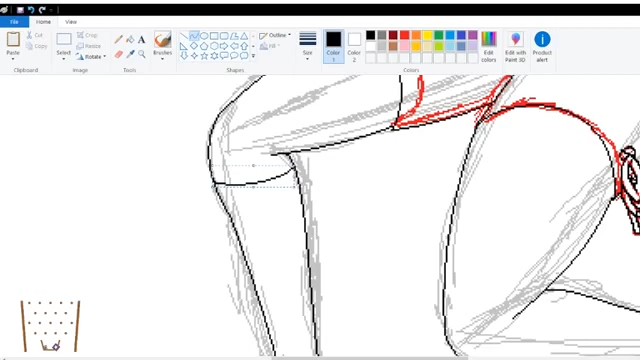 File Home View
Paste
Cut
Copy
Clipboard
Select
Crop
Resize
Rotate
Image
Tools
Brushes
Shapes
Outline
Fill
Size
Color 1
Color 2
Edit colors
Colors
Edit with Paint 3D
Product alert